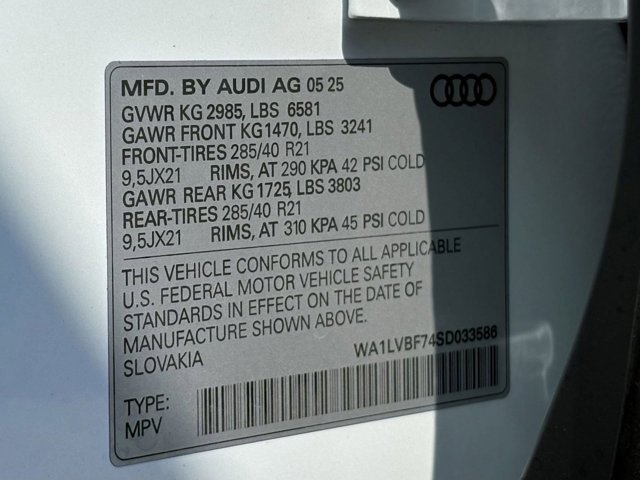 MFD. BY AUDI AG 05 25
GVWR KG 2985, LBS 6581
GAWR FRONT KG1470, LBS 3241
FRONT-TIRES 285/40 R21
9,5JX21 RIMS, AT 290 KPA 42 PSI COLD
GAWR REAR KG 1725, LBS 3803
REAR-TIRES 285/40 R21
9,5JX21 RIMS, AT 310 KPA 45 PSI COLD
THIS VEHICLE CONFORMS TO ALL APPLICABLE
U.S. FEDERAL MOTOR VEHICLE SAFETY
STANDARDS IN EFFECT ON THE DATE OF
MANUFACTURE SHOWN ABOVE.
SLOVAKIA
WA1LVBF74SD033586
TYPE:
MPV